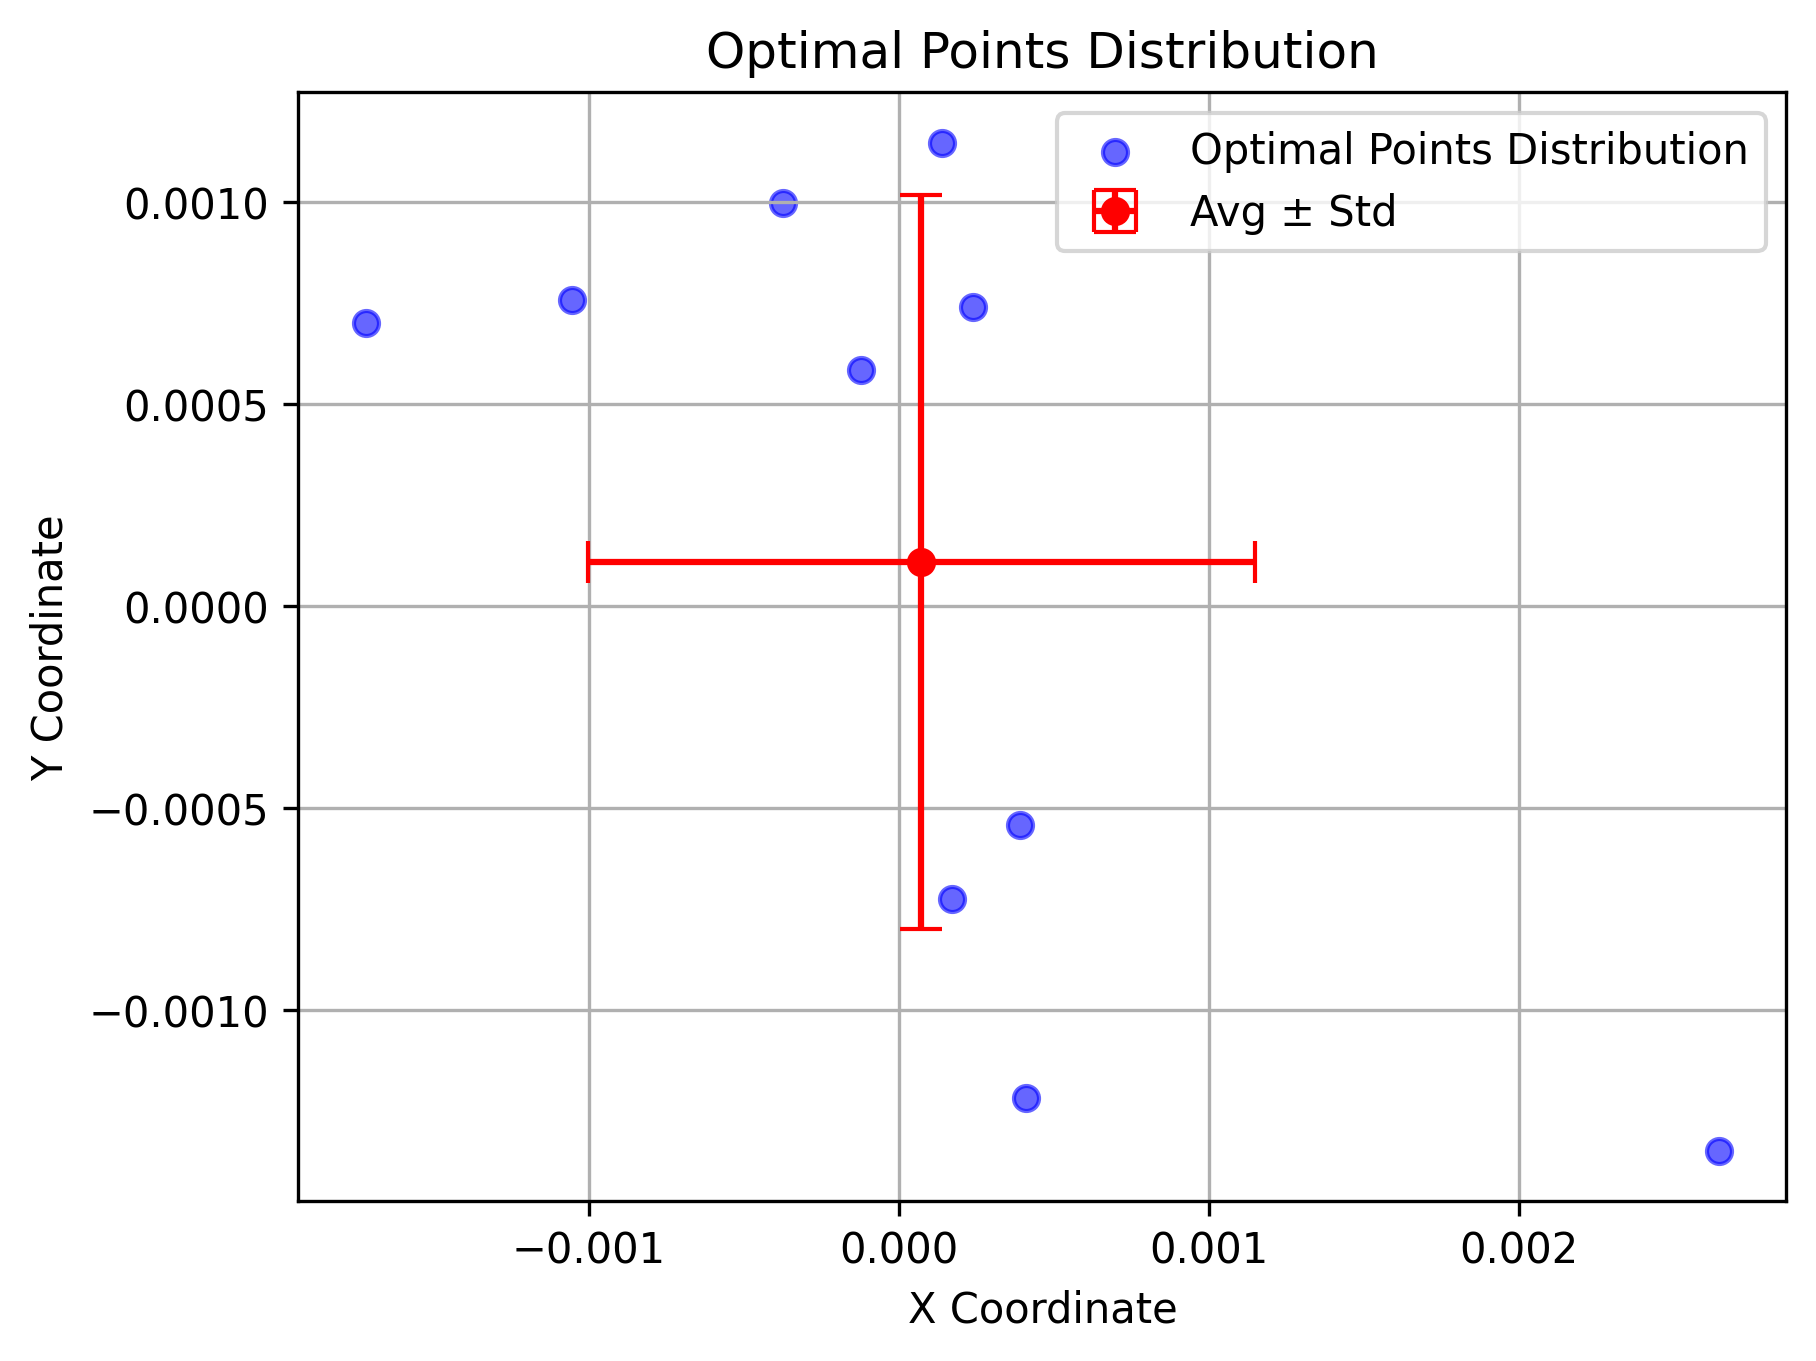 Optimal Points Distribution
Optimal Points Distribution
Avg ± Std
0.0010
0.0005
0.0000
−0.0005
−0.0010
Y Coordinate
−0.001
0.000
0.001
0.002
X Coordinate